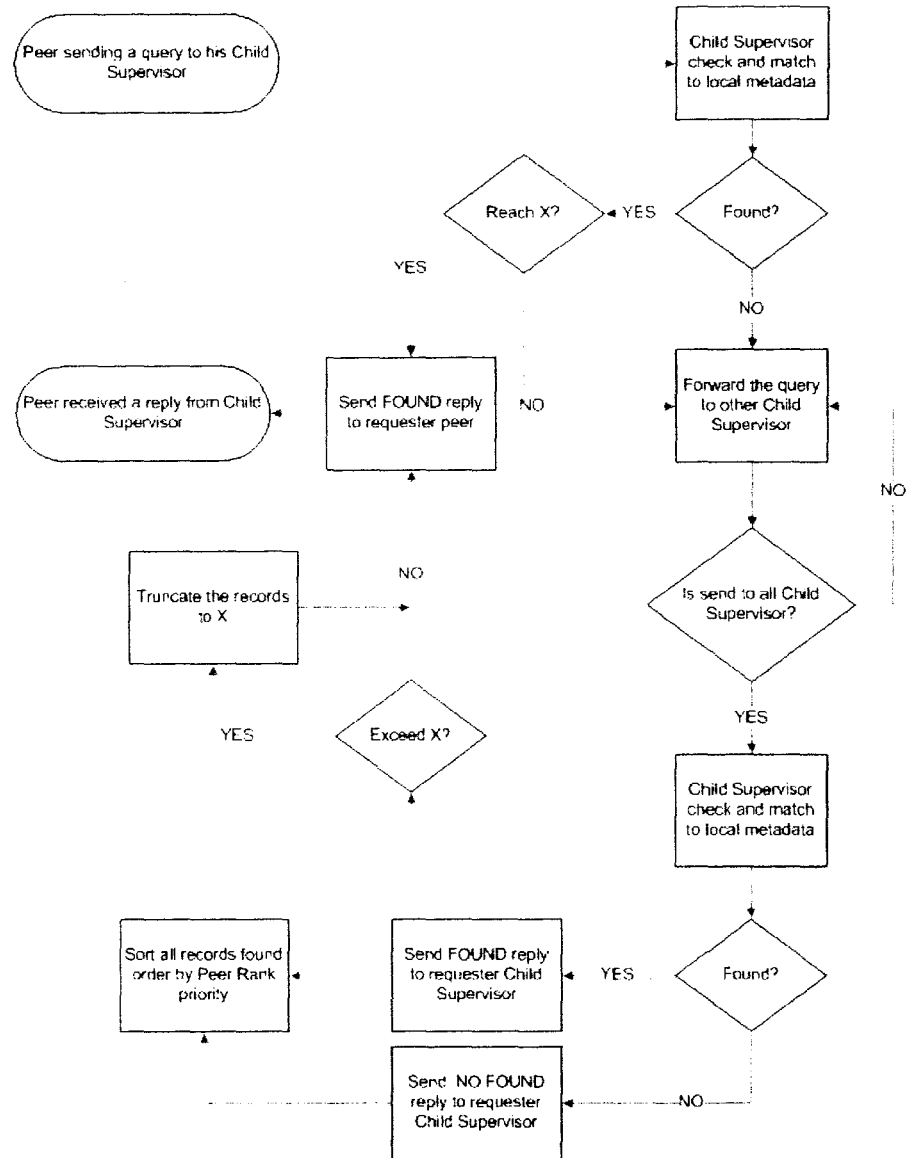 Peer sending a query to his Child
Supervisor
Child Supervisor
check and match
to local metadata
Reach X?
YES
Found?
YES
NO
Peer received a reply from Child
Supervisor
Send FOUND reply
to requester peer
NO
Forward the query
to other Child
Supervisor
NO
Truncate the records
to X
NO
Is send to all Child
Supervisor?
YES
Exceed X?
YES
Child Supervisor
check and match
to local metadata
Sort all records found
order by Peer Rank
priority
Send FOUND reply
to requester Child
Supervisor
YES
Found?
Send NO FOUND
reply to requester
Child Supervisor
NO